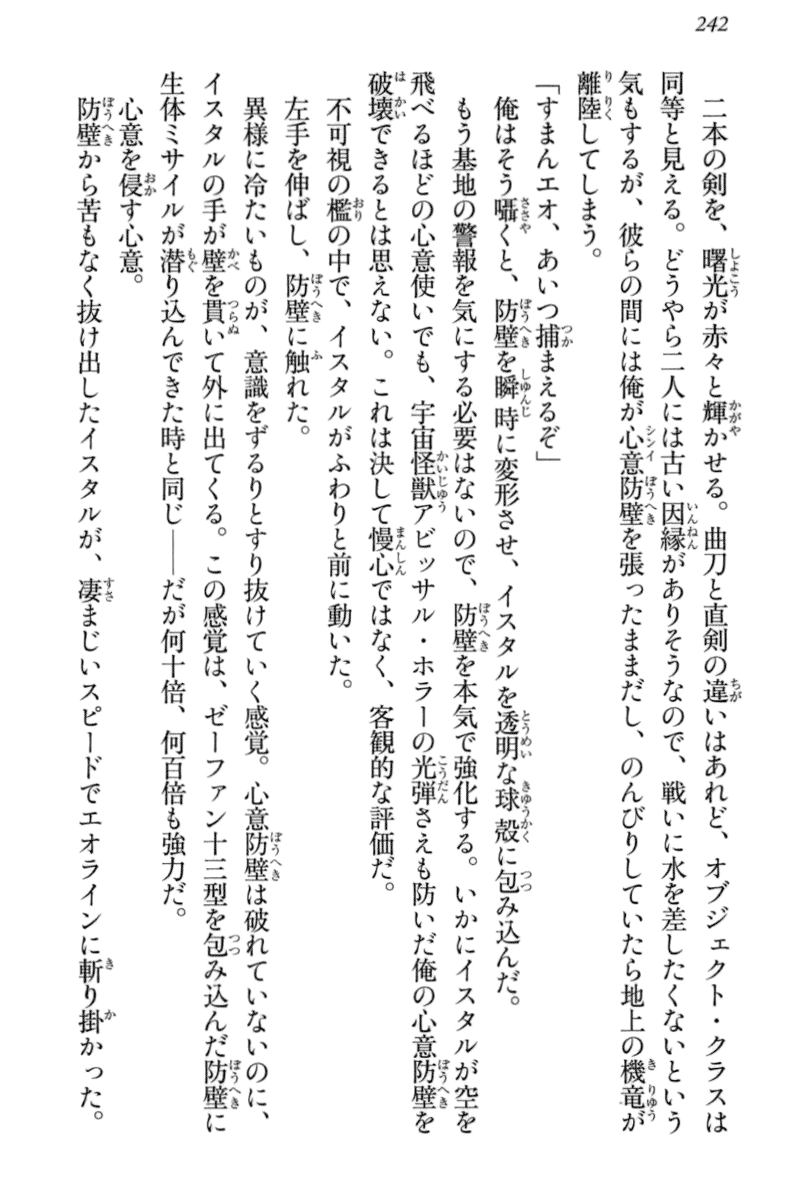 242
二本の剣を、曙光が赤々と輝かせる。曲刀と直剣の違いはあれど、オブジェクト・クラスは
同等と見える。どうやら二人には古い因縁がありそうなので、戦いに水を差したくないという
気もするが、彼らの間には俺が心意防壁を張ったままだし、のんびりしていたら地上の機竜が
離陸してしまう。
「すまんエオ、あいつ捕まえるぞ」
俺はそう囁くと、防壁を瞬時に変形させ、イスタルを透明な球殻に包み込んだ。
もう基地の警報を気にする必要はないので、防壁を本気で強化する。いかにイスタルが空を
飛べるほどの心意使いでも、宇宙怪獣アビッサル・ホラーの光弾さえも防いだ俺の心意防壁を
破壊できるとは思えない。これは決して慢心ではなく、客観的な評価だ。
不可視の檻の中で、イスタルがふわりと前に動いた。
左手を伸ばし、防壁に触れた。
異様に冷たいものが、意識をずるりとすり抜けていく感覚。心意防壁は破れていないのに、
イスタルの手が壁を貫いて外に出てくる。この感覚は、ゼーファン十三型を包み込んだ防壁に
生体ミサイルが潜り込んできた時と同じ――だが何十倍、何百倍も強力だ。
心意を侵す心意。
防壁から苦もなく抜け出したイスタルが、凄まじいスピードでエオラインに斬り掛かった。